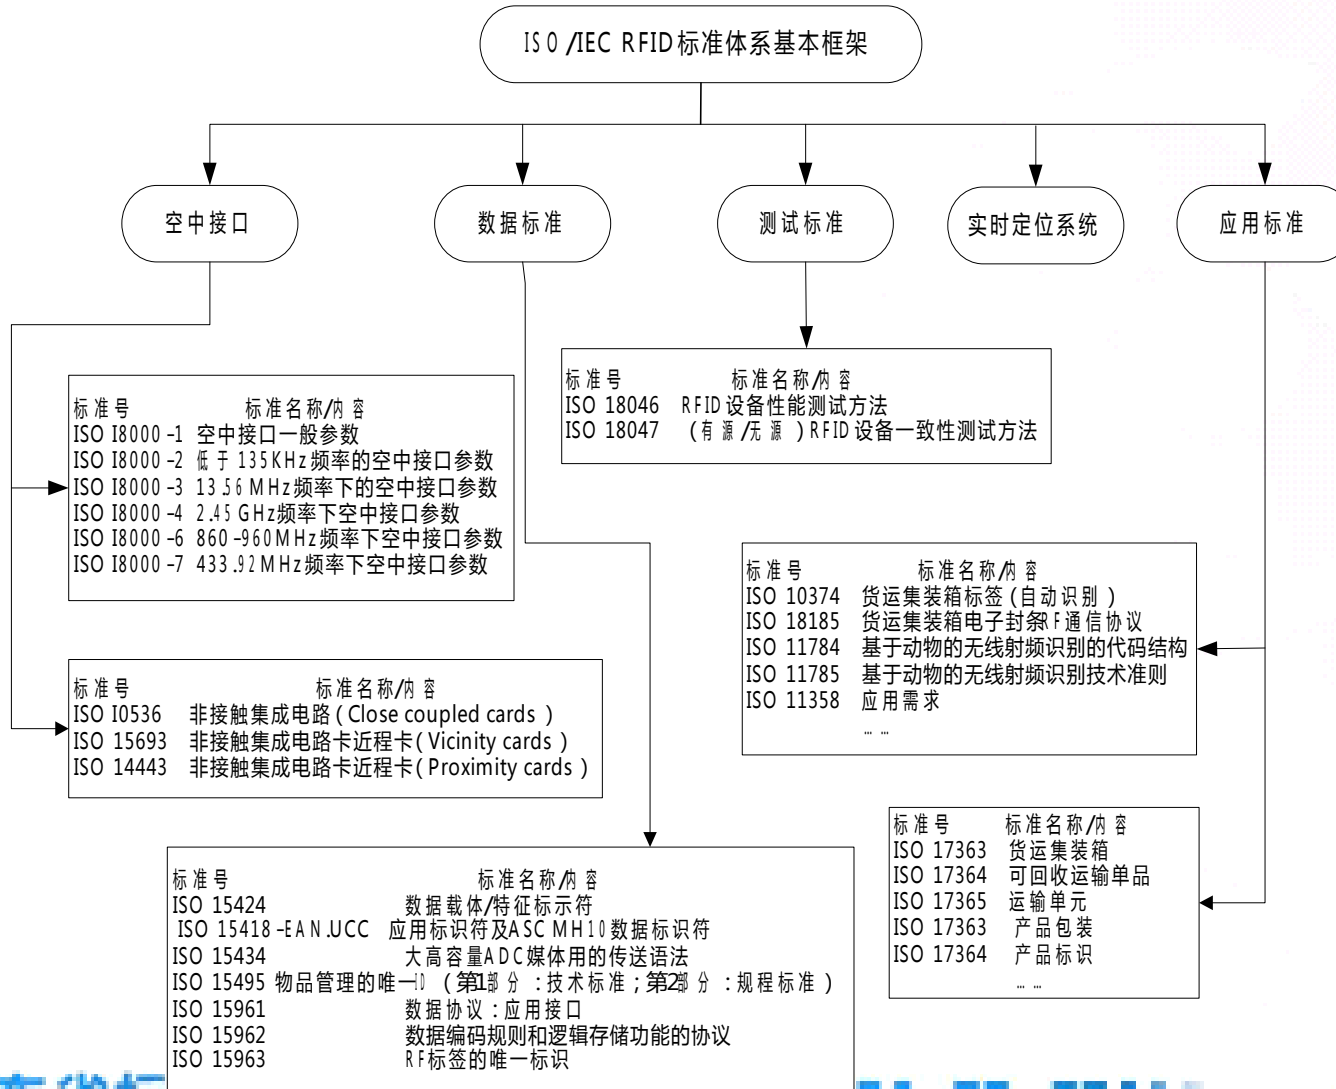 ISO/IEC RFID标准体系基本框架
空中接口
数据标准
测试标准
实时定位系统
应用标准
标准号 标准名称/内容
ISO I8000-1 空中接口一般参数
ISO I8000-2 低于135KHz频率的空中接口参数
ISO I8000-3 13.56MHz频率下的空中接口参数
ISO I8000-4 2.45GHz频率下空中接口参数
ISO I8000-6 860-960MHz频率下空中接口参数
ISO I8000-7 433.92MHz频率下空中接口参数
标准号 标准名称/内容
ISO I0536 非接触集成电路(Close coupled cards)
ISO 15693 非接触集成电路卡近程卡(Vicinity cards)
ISO 14443 非接触集成电路卡近程卡(Proximity cards)
标准号 标准名称/内容
ISO 15424 数据载体/特征标示符
ISO 15418-EAN.UCC 应用标识符及ASC MH10数据标识符
ISO 15434 大高容量ADC媒体用的传送语法
ISO 15495 物品管理的唯一ID (第1部分:技术标准;第2部分:规程标准)
ISO 15961 数据协议:应用接口
ISO 15962 数据编码规则和逻辑存储功能的协议
ISO 15963 RF标签的唯一标识
标准号 标准名称/内容
ISO 18046 RFID设备性能测试方法
ISO 18047 (有源/无源)RFID设备一致性测试方法
标准号 标准名称/内容
ISO 10374 货运集装箱标签(自动识别)
ISO 18185 货运集装箱电子封条RF通信协议
ISO 11784 基于动物的无线射频识别的代码结构
ISO 11785 基于动物的无线射频识别技术准则
ISO 11358 应用需求
……
标准号 标准名称/内容
ISO 17363 货运集装箱
ISO 17364 可回收运输单品
ISO 17365 运输单元
ISO 17363 产品包装
ISO 17364 产品标识
……